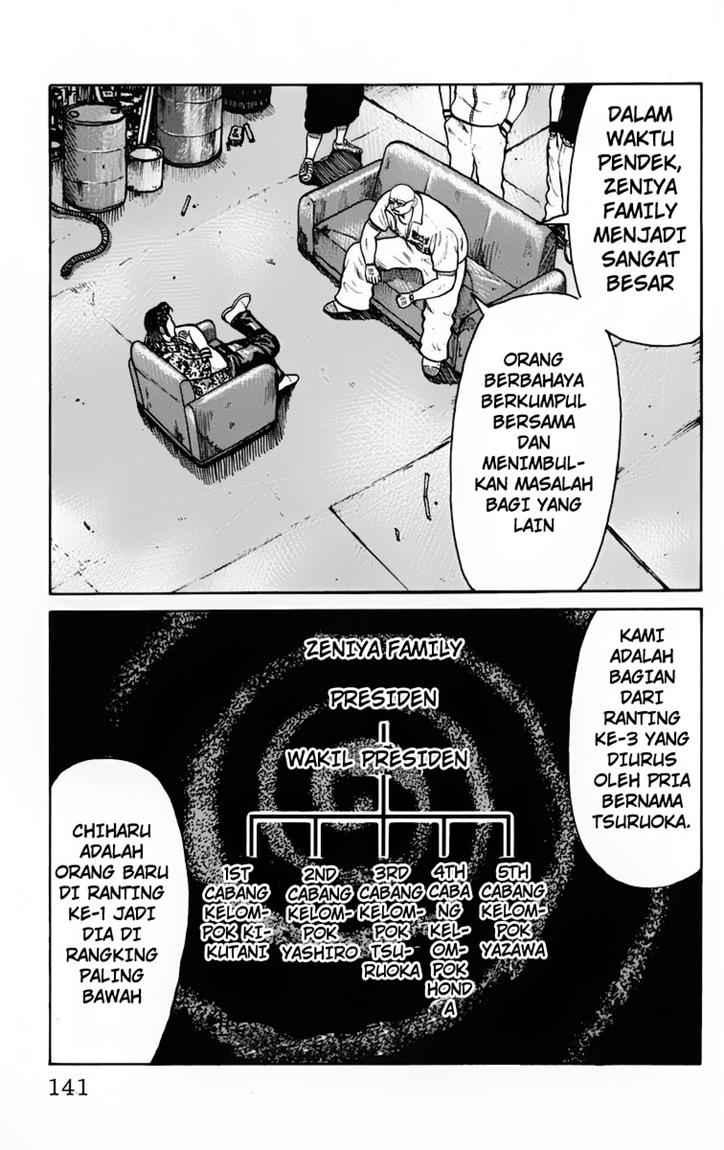 DALAM
WAKTU
PENDEK,
ZENIYA
FAMILY
MENJADI
SANGAT
BESAR
ORANG
BERBAHAYA
BERKUMPUL
BERSAMA
DAN
MENIMBUL-
KAN MASALAH
BAGI YANG
LAIN
KAMI
ADALAH
BAGIAN
DARI
RANTING
KE-3 YANG
DIURUS
OLEH PRIA
BERNAMA
TSURUOKA.
ZENIYA FAMILY
PRESIDEN
WAKIL PRESIDEN
1ST
CABANG
KELOM-
POK KI-
KUTANI
2ND
CABANG
KELOM-
POK
YASHIRO
3RD
CABANG
KELOM-
POK
TSU-
RUOKA
4TH
CABA
NG
KEL-
OM-
POK
HOND
A
5TH
CABANG
KELOM-
POK
YAZAWA
CHIHARU
ADALAH
ORANG BARU
DI RANTING
KE-1 JADI
DIA DI
RANGKING
PALING
BAWAH
141